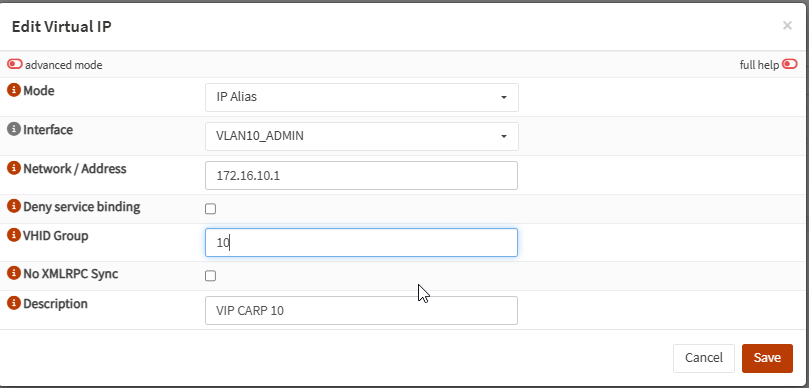 Edit Virtual IP ×
advanced mode full help
Mode IP Alias
Interface VLAN10_ADMIN
Network / Address 172.16.10.1
Deny service binding
VHID Group 10
No XMLRPC Sync
Description VIP CARP 10
Cancel Save